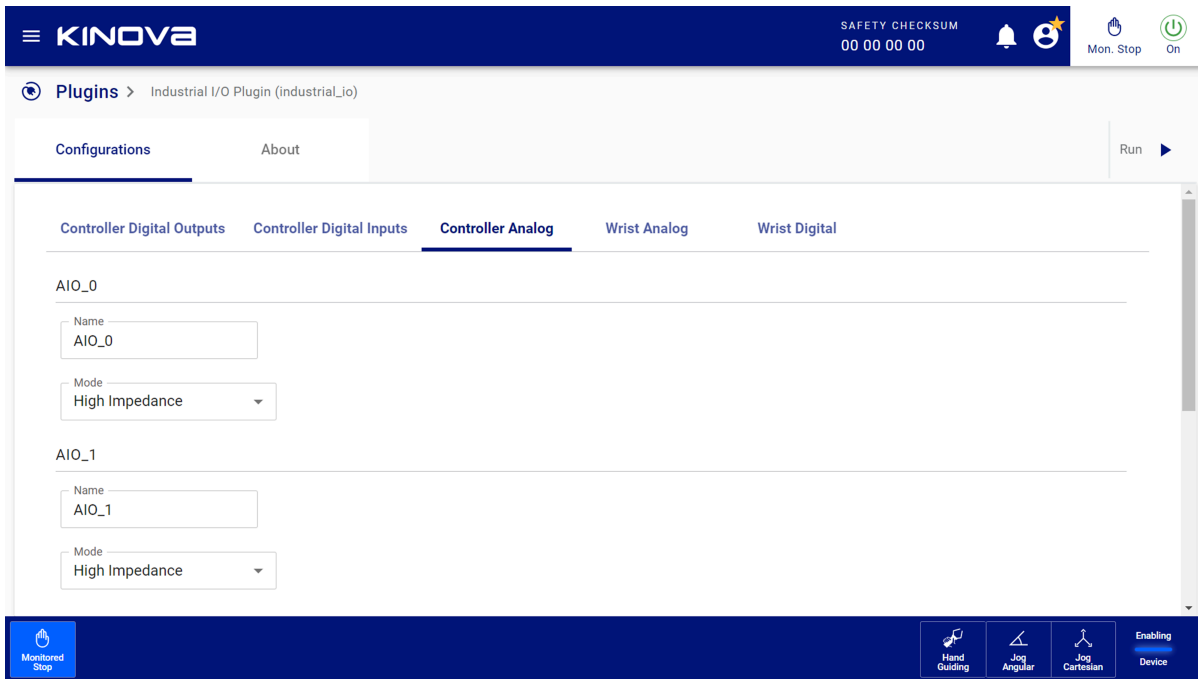 KINOVA
SAFETY CHECKSUM
00 00 00 00
Mon. Stop
On
Plugins > Industrial I/O Plugin (industrial_io)
Configurations
About
Run
Controller Digital Outputs
Controller Digital Inputs
Controller Analog
Wrist Analog
Wrist Digital
AIO_0
Name
AIO_0
Mode
High Impedance
AIO_1
Name
AIO_1
Mode
High Impedance
Monitored
Stop
Hand
Guiding
Jog
Angular
Jog
Cartesian
Enabling
Device